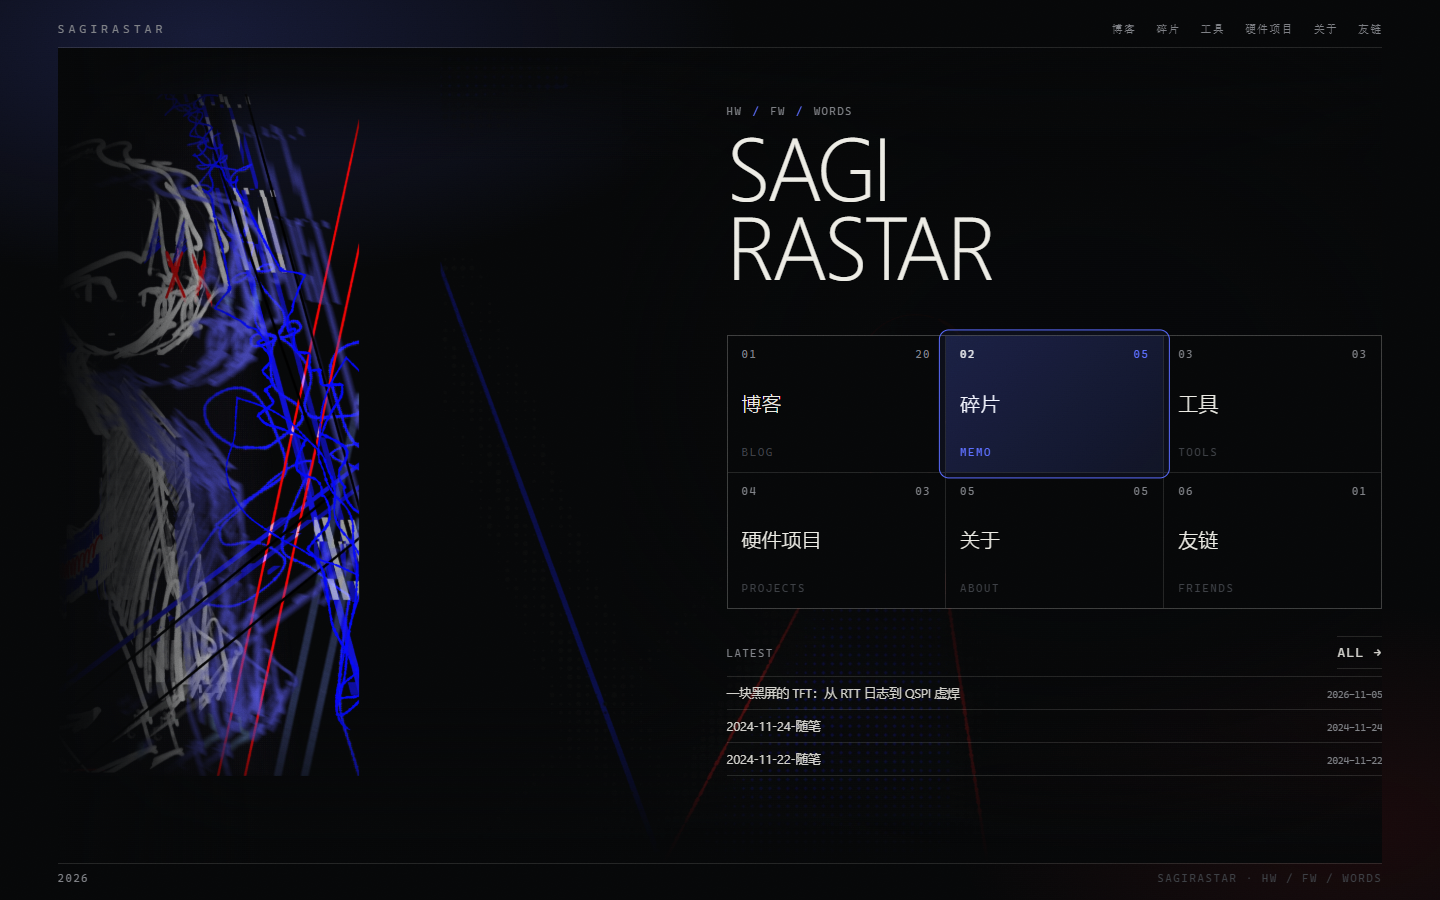 SAGIRASTAR
博客 碎片 工具 硬件项目 关于 友链
HW / FW / WORDS
SAGI
RASTAR
01 20
博客
BLOG
02 05
碎片
MEMO
03 03
工具
TOOLS
04 03
硬件项目
PROJECTS
05 05
关于
ABOUT
06 01
友链
FRIENDS
LATEST ALL →
一块黑屏的 TFT：从 RTT 日志到 QSPI 虚焊 2026-11-05
2024-11-24-随笔 2024-11-24
2024-11-22-随笔 2024-11-22
2026 SAGIRASTAR · HW / FW / WORDS